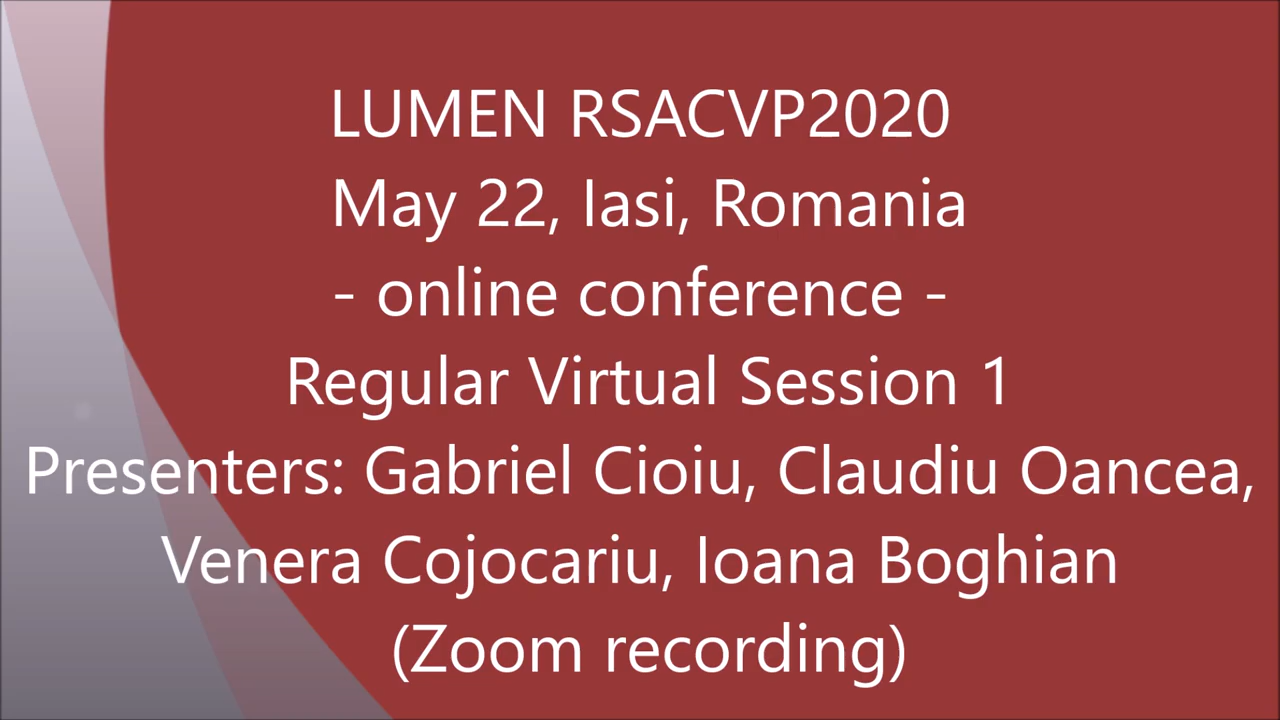 LUMEN RSACVP2020
May 22, Iasi, Romania
- online conference -
Regular Virtual Session 1
Presenters: Gabriel Cioiu, Claudiu Oancea,
Venera Cojocariu, Ioana Boghian
(Zoom recording)